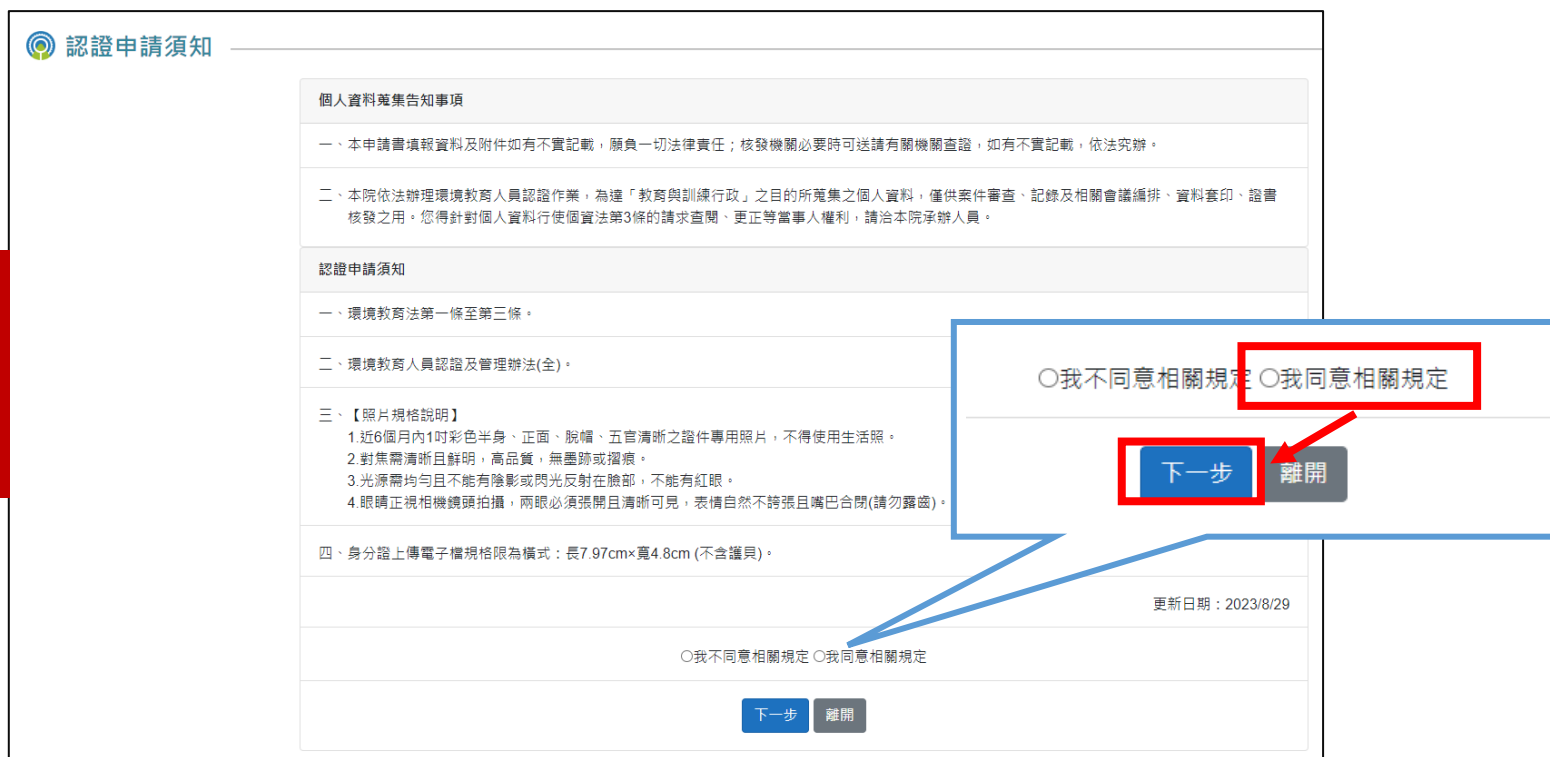 認證申請須知
個人資料蒐集告知事項
一、本申請書填報資料及附件如有不實記載，願負一切法律責任；核發機關必要時可送請有關機關查證，如有不實記載，依法究辦。
二、本院依法辦理環境教育人員認證作業，為達「教育與訓練行政」之目的所蒐集之個人資料，僅供案件審查、記錄及相關會議編排、資料套印、證書
核發之用。您得針對個人資料行使個資法第3條的請求查閱、更正等當事人權利，請洽本院承辦人員。
認證申請須知
一、環境教育法第一條至第三條。
二、環境教育人員認證及管理辦法(全)。
三、【照片規格說明】
1.近6個月內1吋彩色半身、正面、脫帽、五官清晰之證件專用照片，不得使用生活照。
2.對焦需清晰且鮮明，高品質，無墨跡或摺痕。
3.光源需均勻且不能有陰影或閃光反射在臉部，不能有紅眼。
4.眼睛正視相機鏡頭拍攝，兩眼必須張開且清晰可見，表情自然不誇張且嘴巴合閉(請勿露齒)。
四、身分證上傳電子檔規格限為橫式：長7.97cm×寬4.8cm (不含護貝)。
更新日期：2023/8/29
○我不同意相關規定 ○我同意相關規定
下一步 離開
○我不同意相關規定 ○我同意相關規定
下一步 離開